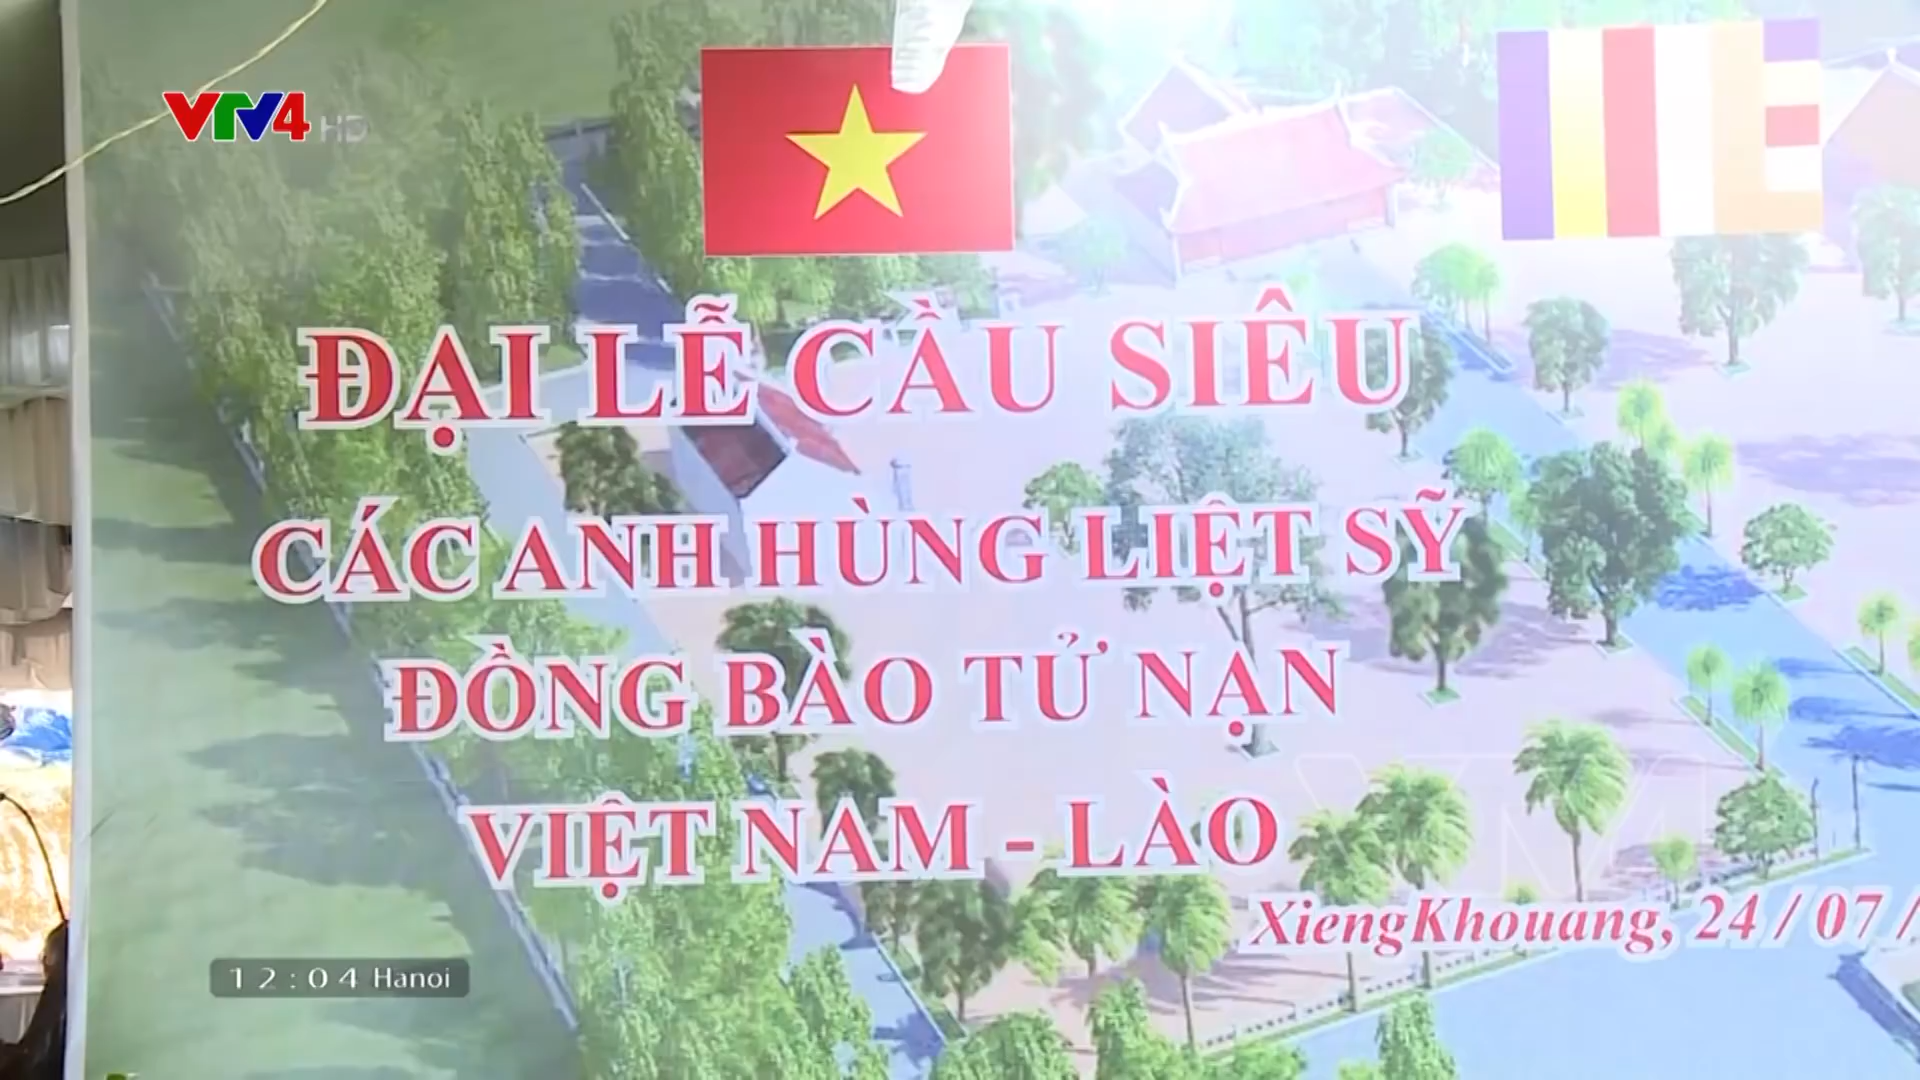 VTV4 HD
ĐẠI LỄ CẦU SIÊU
CÁC ANH HÙNG LIỆT SỸ
ĐỒNG BÀO TỬ NẠN
VIỆT NAM - LÀO
XiengKhouang, 24 / 07 /
12:04 Hanoi